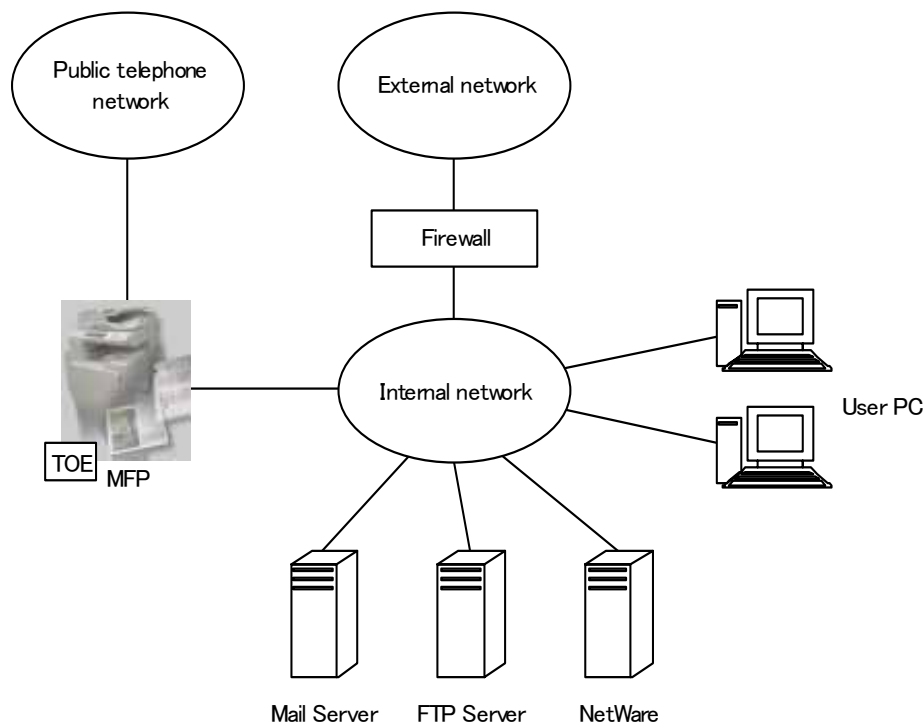 Public telephone
network
External network
Firewall
Internal network
User PC
TOE
MFP
Mail Server
FTP Server
NetWare